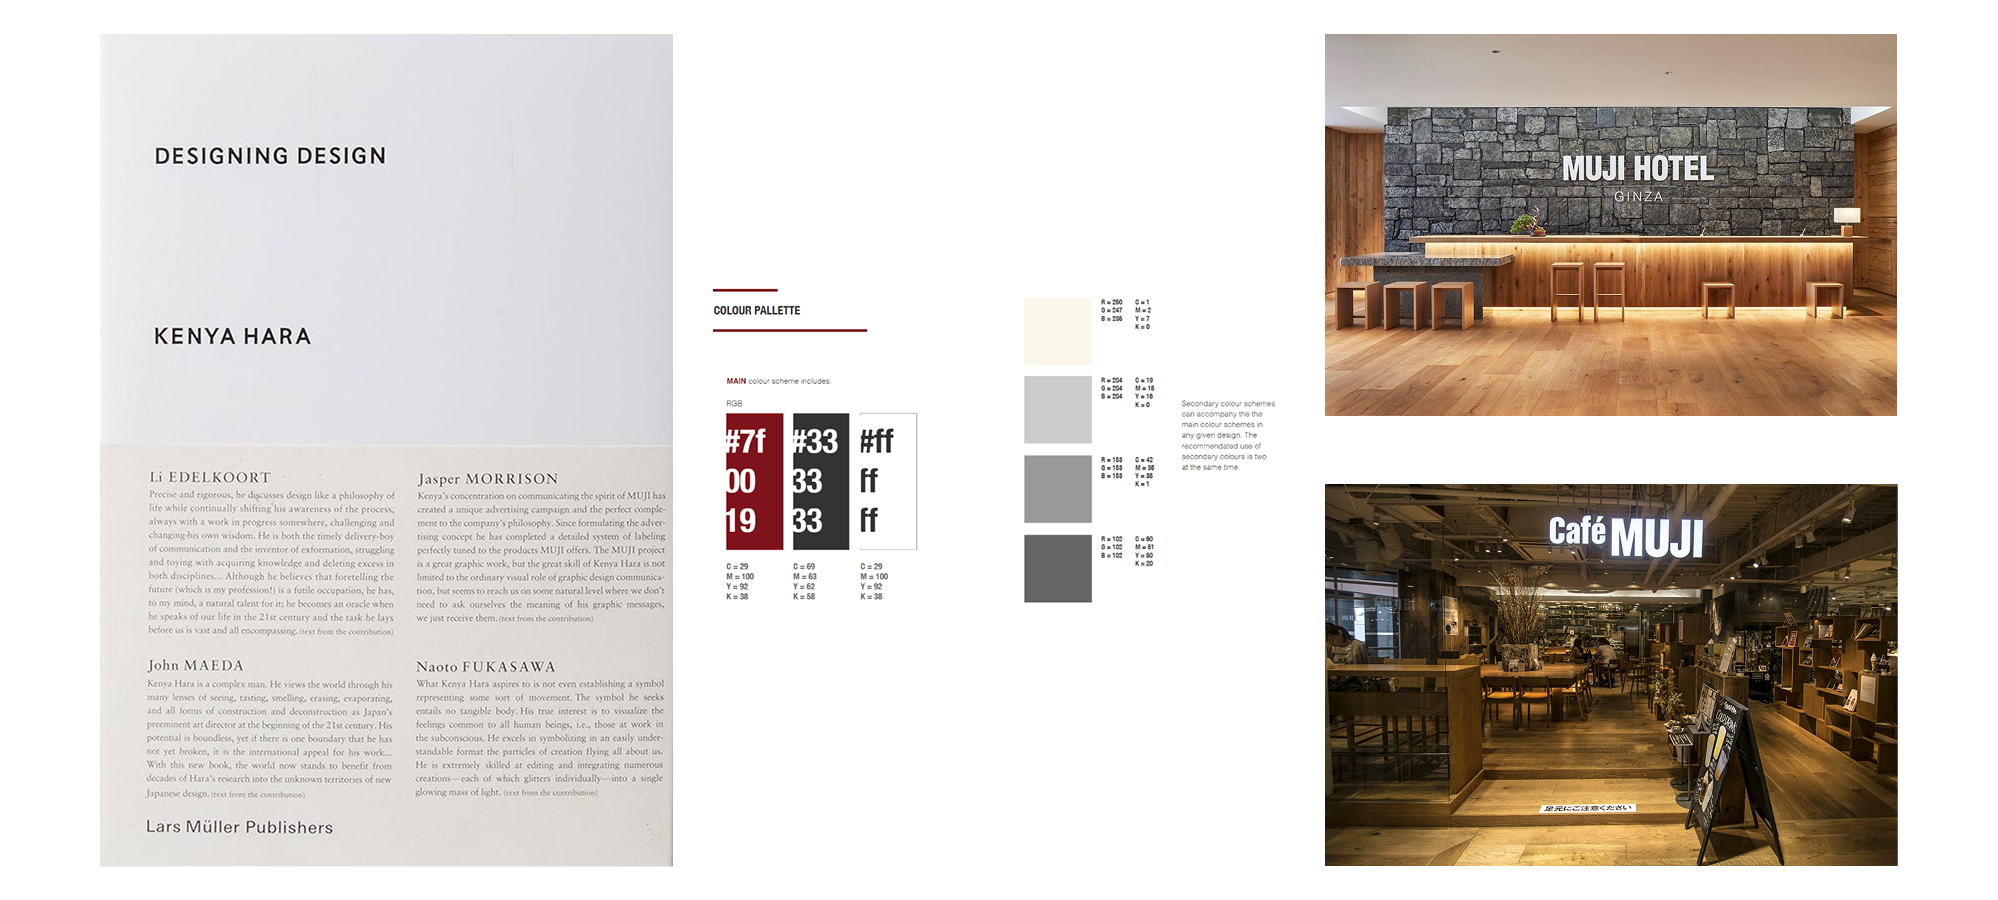 DESIGNING DESIGN
KENYA HARA
Li EDELKOORT
Precise and rigorous, he discusses design like a philosophy of
life while continually shifting his awareness of the process,
always with a work in progress somewhere, challenging and
changing his own wisdom. He is both the timely delivery-boy
of communication and the inventor of exformation, struggling
and toying with acquiring knowledge and deleting excess in
both disciplines... Although he believes that foretelling the
future (which is my profession!) is a futile occupation, he has,
to my mind, a natural talent for it; he becomes an oracle when
he speaks of our life in the 21st century and the task he lays
before us is vast and all encompassing. (text from the contribution)
Jasper MORRISON
Kenya's concentration on communicating the spirit of MUJI has
created a unique advertising campaign and the perfect comple-
ment to the company's philosophy. Since formulating the adver-
tising concept he has completed a detailed system of labeling
perfectly tuned to the products MUJI offers. The MUJI project
is a great graphic work, but the great skill of Kenya Hara is not
limited to the ordinary visual role of graphic design communica-
tion, but seems to reach us on some natural level where we don't
need to ask ourselves the meaning of his graphic messages,
we just receive them. (text from the contribution)
John MAEDA
Kenya Hara is a complex man. He views the world through his
many lenses of seeing, tasting, smelling, erasing, evaporating,
and all forms of construction and deconstruction as Japan's
preeminent art director at the beginning of the 21st century. His
potential is boundless, yet if there is one boundary that he has
not yet broken, it is the international appeal for his work...
With this new book, the world now stands to benefit from
decades of Hara's research into the unknown territories of new
Japanese design. (text from the contribution)
Naoto FUKASAWA
What Kenya Hara aspires to is not even establishing a symbol
representing some sort of movement. The symbol he seeks
entails no tangible body. His true interest is to visualize the
feelings common to all human beings, i.e., those at work in
the subconscious. He excels in symbolizing in an easily under-
standable format the particles of creation flying all about us.
He is extremely skilled at editing and integrating numerous
creations—each of which glitters individually—into a single
glowing mass of light. (text from the contribution)
Lars Müller Publishers
COLOUR PALLETTE
MAIN colour scheme includes:
RGB
#7f
00
19
#33
33
33
#ff
ff
ff
C = 29
M = 100
Y = 92
K = 38
C = 69
M = 63
Y = 62
K = 58
C = 29
M = 100
Y = 92
K = 38
R = 250
G = 247
B = 235
C = 1
M = 2
Y = 7
K = 0
R = 204
G = 204
B = 204
C = 19
M = 15
Y = 16
K = 0
R = 153
G = 153
B = 153
C = 42
M = 35
Y = 35
K = 1
R = 102
G = 102
B = 102
C = 60
M = 51
Y = 50
K = 20
Secondary colour schemes
can accompany the the
main colour schemes in
any given design. The
recommendated use of
secondary colours is two
at the same time.
MUJI HOTEL
GINZA
Café MUJI
足元にご注意ください